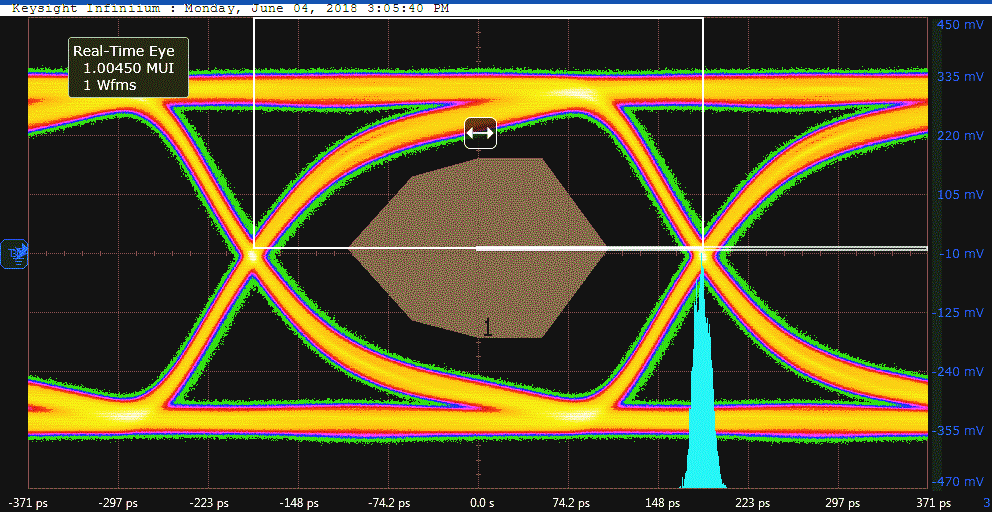 Keysight Infiniium : Monday, June 04, 2018 3:05:40 PM
450 mV
Real-Time Eye
1.00450 MUI
1 Wfms
335 mV
220 mV
105 mV
-10 mV
-125 mV
1
-240 mV
-355 mV
-470 mV
-371 ps -297 ps -223 ps -148 ps -74.2 ps 0.0 s 74.2 ps 148 ps 223 ps 297 ps 371 ps 3